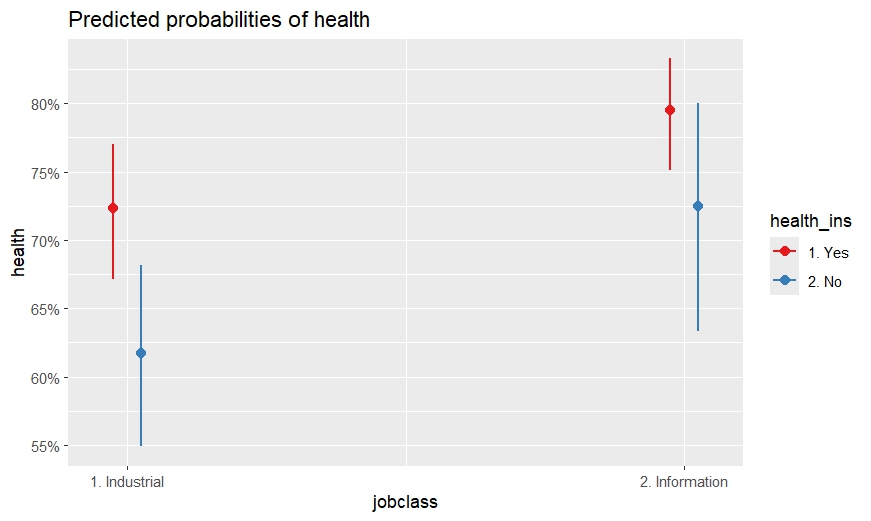 Predicted probabilities of health
80%
75%
70%
65%
60%
55%
health
1. Industrial
2. Information
jobclass
health_ins
1. Yes
2. No